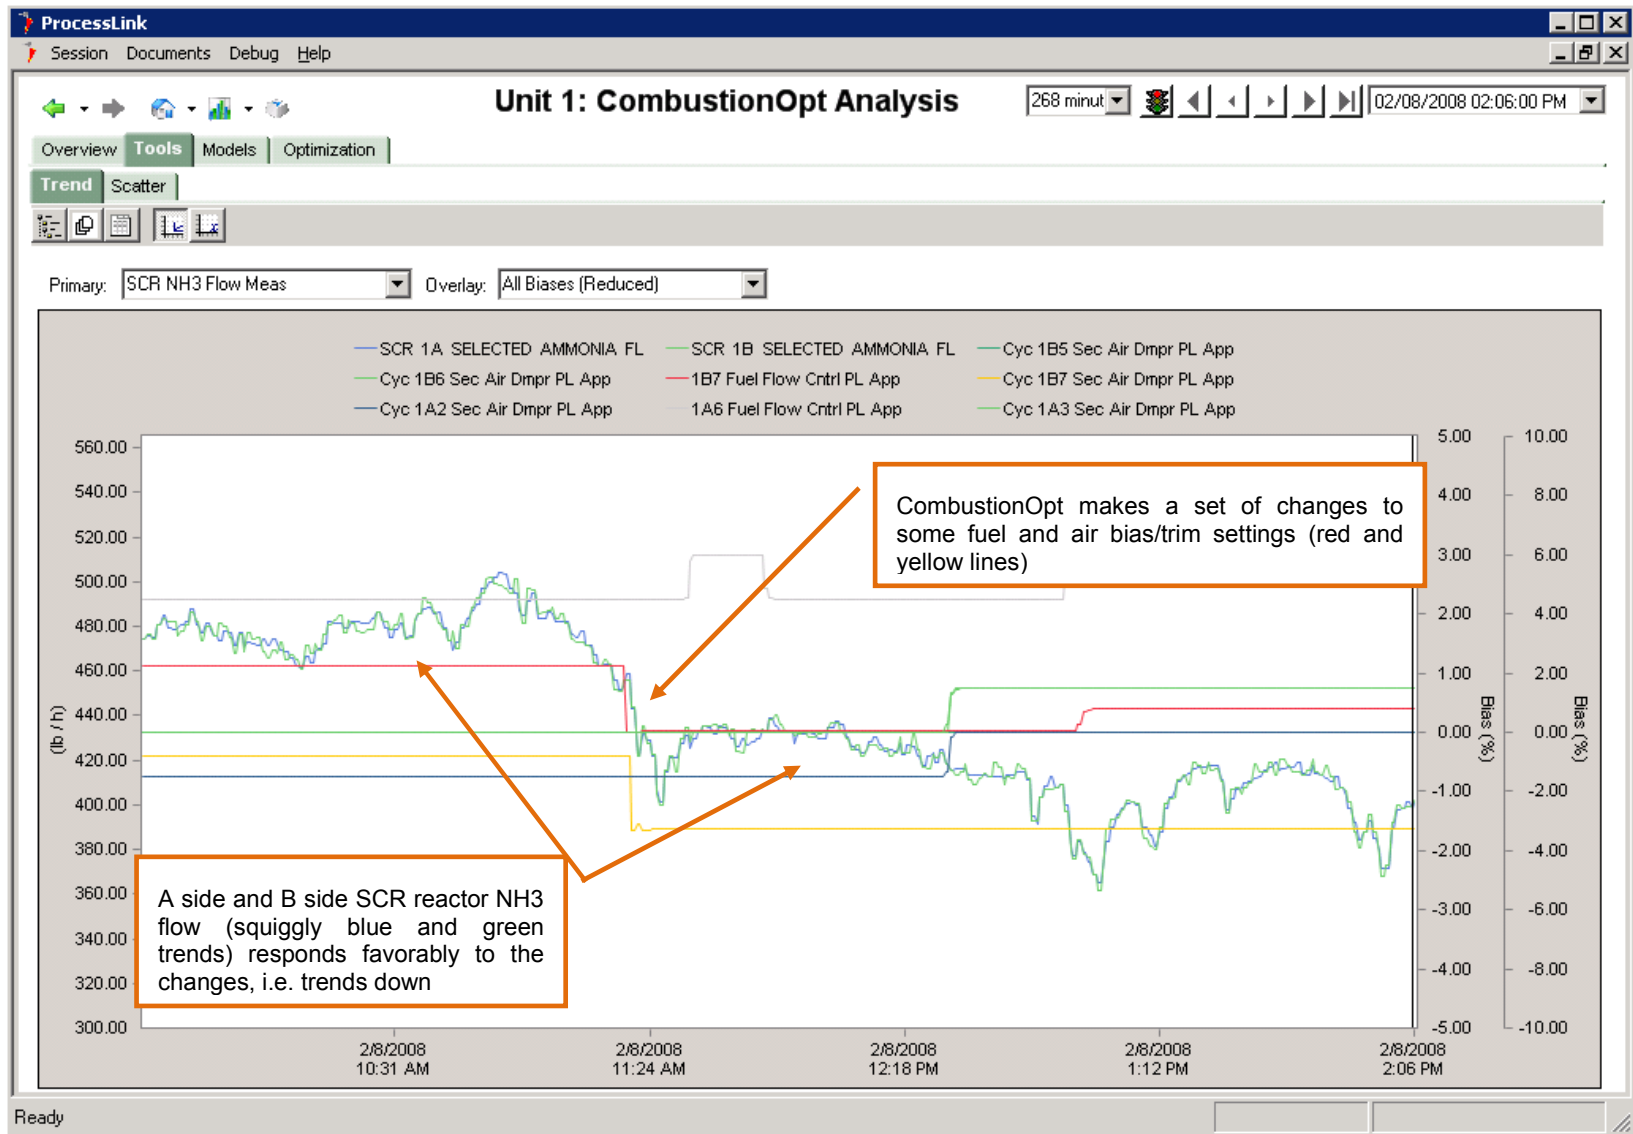 ProcessLink
Session Documents Debug Help
Unit 1: CombustionOpt Analysis
268 minut
02/08/2008 02:06:00 PM
Overview Tools Models Optimization
Trend Scatter
Primary: SCR NH3 Flow Meas Overlay: All Biases (Reduced)
SCR 1A SELECTED AMMONIA FL SCR 1B SELECTED AMMONIA FL Cyc 1B5 Sec Air Dmpr PL App
Cyc 1B6 Sec Air Dmpr PL App 1B7 Fuel Flow Cntrl PL App Cyc 1B7 Sec Air Dmpr PL App
Cyc 1A2 Sec Air Dmpr PL App 1A6 Fuel Flow Cntrl PL App Cyc 1A3 Sec Air Dmpr PL App
560.00
540.00
520.00
500.00
480.00
460.00
440.00
420.00
400.00
380.00
360.00
340.00
320.00
300.00
(lb / h)
CombustionOpt makes a set of changes to
some fuel and air bias/trim settings (red and
yellow lines)
A side and B side SCR reactor NH3
flow (squiggly blue and green
trends) responds favorably to the
changes, i.e. trends down
5.00
4.00
3.00
2.00
1.00
0.00
-1.00
-2.00
-3.00
-4.00
-5.00
Bias (%)
10.00
8.00
6.00
4.00
2.00
0.00
-2.00
-4.00
-6.00
-8.00
-10.00
Bias (%)
2/8/2008 2/8/2008 2/8/2008 2/8/2008 2/8/2008
10:31 AM 11:24 AM 12:18 PM 1:12 PM 2:06 PM
Ready